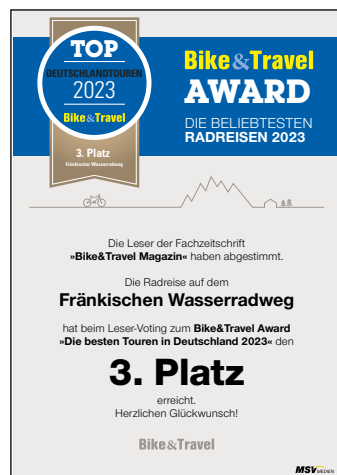 TOP
DEUTSCHLANDTOUREN
2023
Bike&Travel
3. Platz
Fränkischer Wasserradweg
Bike&Travel
AWARD
DIE BELIEBTESTEN
RADREISEN 2023
Die Leser der Fachzeitschrift
»Bike&Travel Magazin« haben abgestimmt.
Die Radreise auf dem
Fränkischen Wasserradweg
hat beim Leser-Voting zum Bike&Travel Award
»Die besten Touren in Deutschland 2023« den
3. Platz
erreicht.
Herzlichen Glückwunsch!
Bike&Travel
MSV MEDIEN